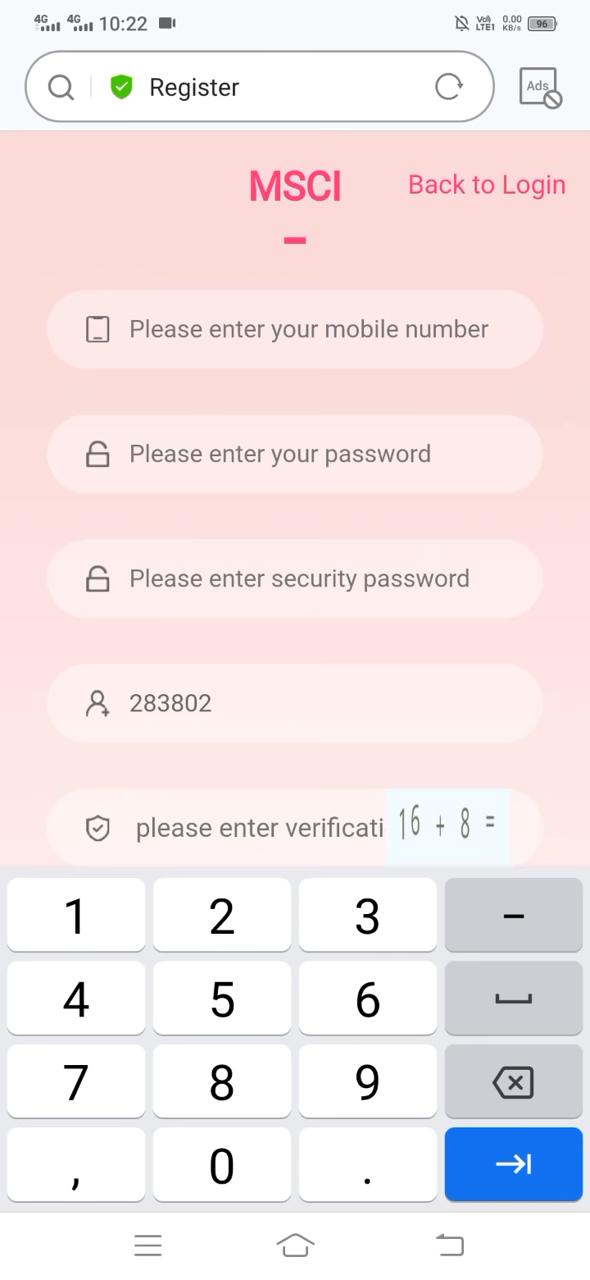 4G 4G 10:22 VoI) LTE1 0.00 KB/s 96
Register Ads
MSCI
Back to Login
Please enter your mobile number
Please enter your password
Please enter security password
283802
please enter verificati 16 + 8 =
1 2 3 −
4 5 6
7 8 9
, 0 .